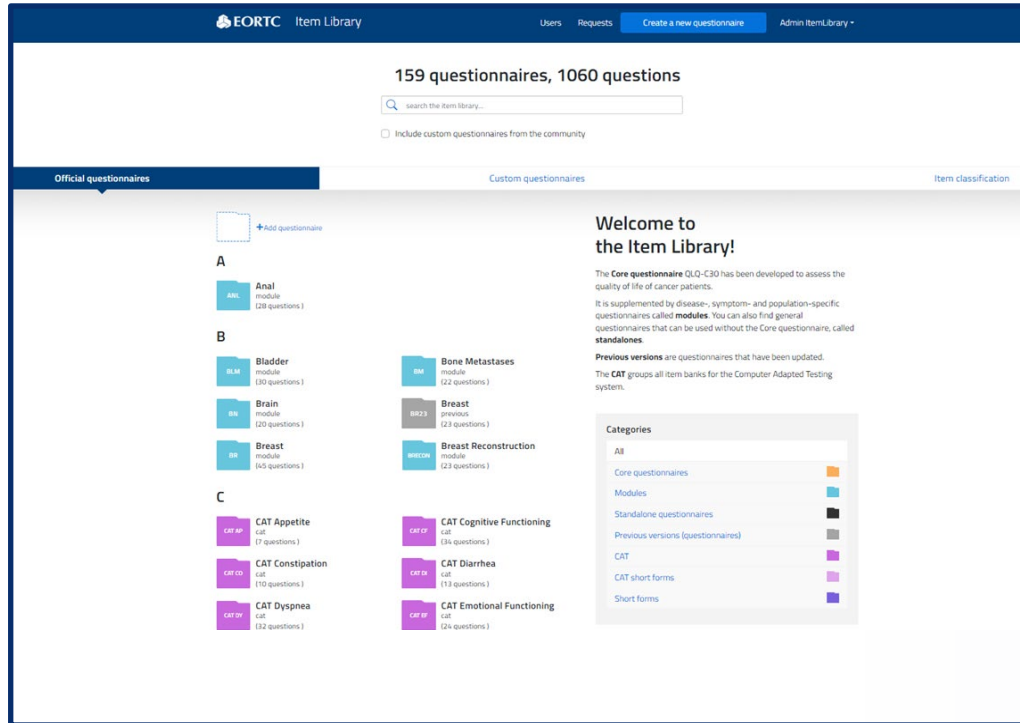 EORTC Item Library
Users
Requests
Create a new questionnaire
Admin ItemLibrary
159 questionnaires, 1060 questions
search the item library...
Include custom questionnaires from the community
Official questionnaires
Custom questionnaires
Item classification
+Add questionnaire
A
ANL
Anal
module
(28 questions )
B
BLM
Bladder
module
(30 questions )
BM
Bone Metastases
module
(22 questions )
BN
Brain
module
(20 questions )
BR23
Breast
previous
(23 questions )
BR
Breast
module
(45 questions )
BRECON
Breast Reconstruction
module
(23 questions )
C
CAT AP
CAT Appetite
cat
(7 questions )
CAT CF
CAT Cognitive Functioning
cat
(34 questions )
CAT CO
CAT Constipation
cat
(10 questions )
CAT DI
CAT Diarrhea
cat
(13 questions )
CAT DY
CAT Dyspnea
cat
(32 questions )
CAT EF
CAT Emotional Functioning
cat
(24 questions )
Welcome to
the Item Library!
The Core questionnaire QLQ-C30 has been developed to assess the
quality of life of cancer patients.
It is supplemented by disease-, symptom- and population-specific
questionnaires called modules. You can also find general
questionnaires that can be used without the Core questionnaire, called
standalones.
Previous versions are questionnaires that have been updated.
The CAT groups all item banks for the Computer Adapted Testing
system.
Categories
All
Core questionnaires
Modules
Standalone questionnaires
Previous versions (questionnaires)
CAT
CAT short forms
Short forms